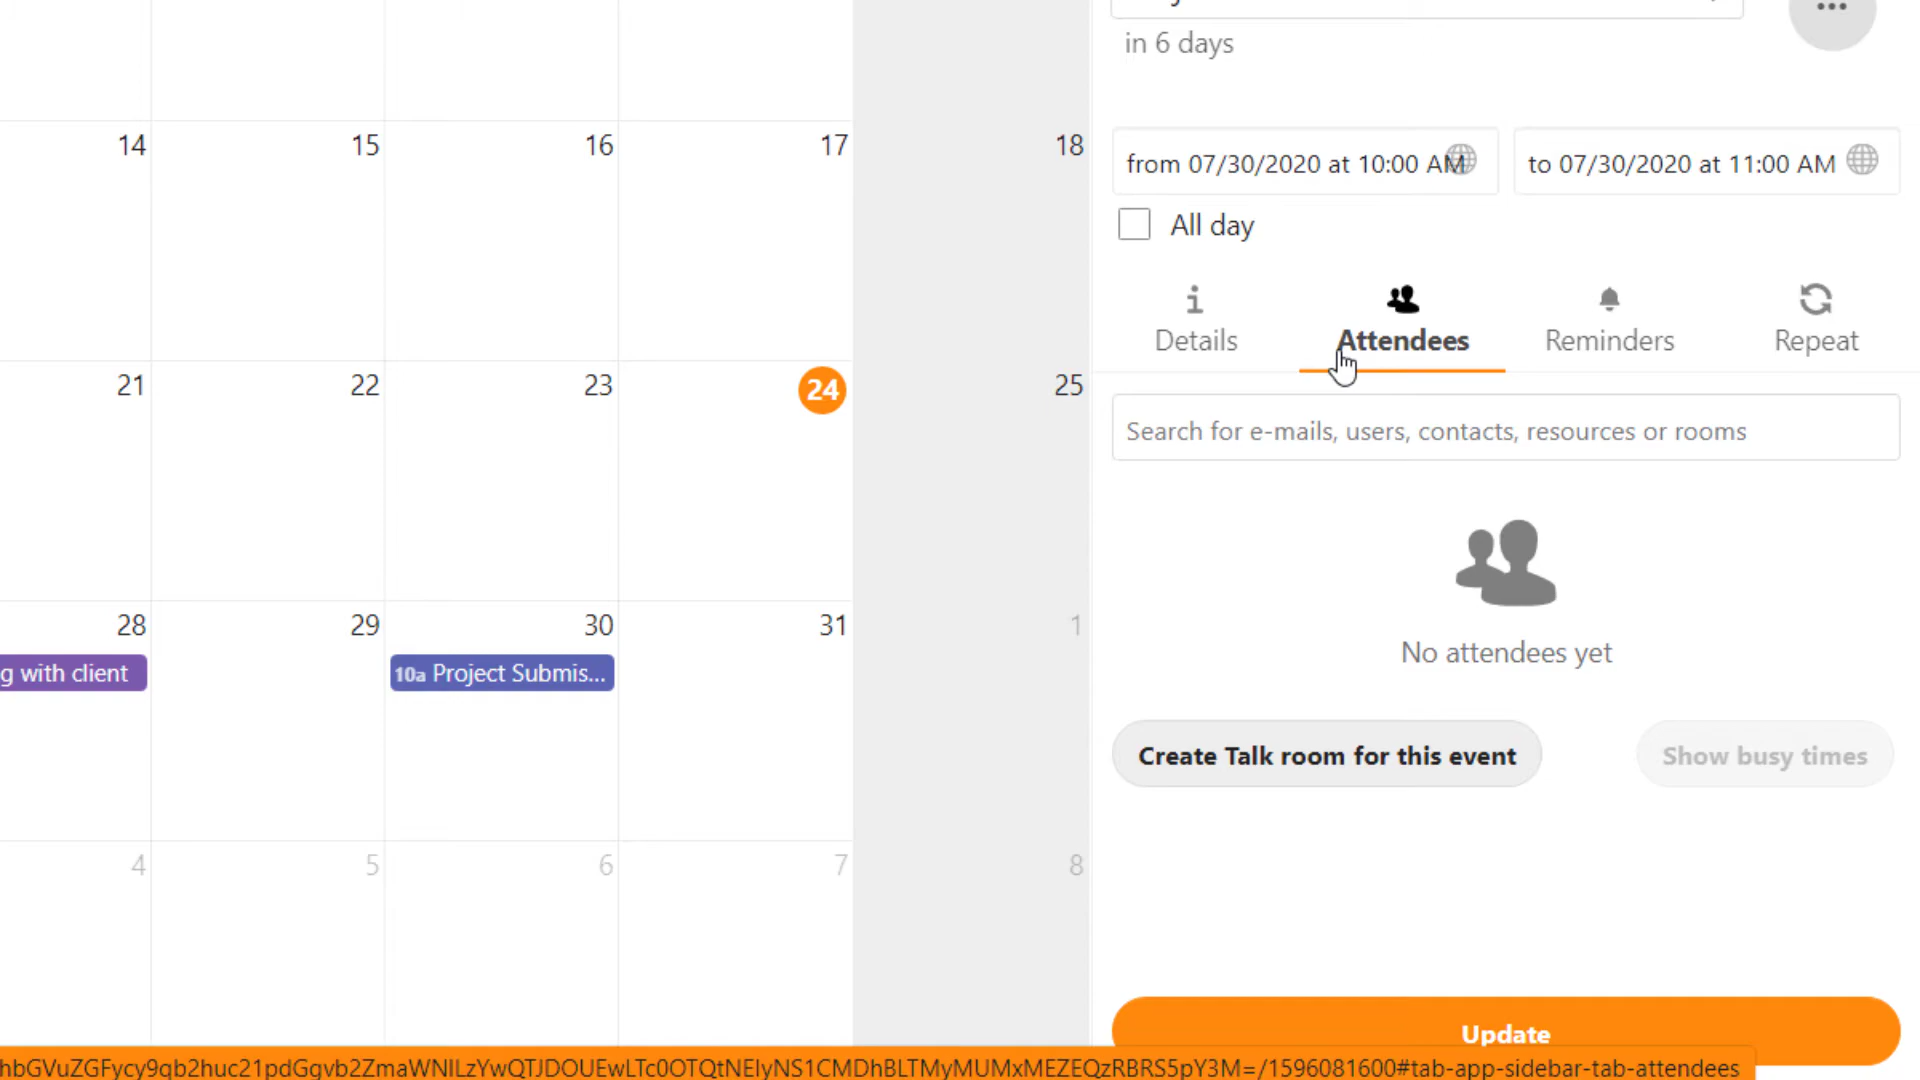 in 6 days
14 15 16 17 18
from 07/30/2020 at 10:00 AM to 07/30/2020 at 11:00 AM
All day
Details Attendees Reminders Repeat
21 22 23 24 25
Search for e-mails, users, contacts, resources or rooms
28 29 30 31 1
No attendees yet
g with client 10a Project Submis...
Create Talk room for this event Show busy times
4 5 6 7 8
Update
/1596081600#tab-app-sidebar-tab-attendees